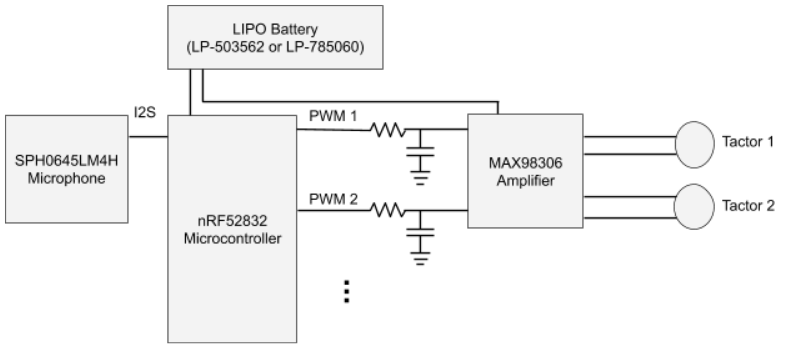 LIPO Battery
(LP-503562 or LP-785060)
I2S
PWM 1
SPH0645LM4H
Microphone
MAX98306
Amplifier
Tactor 1
PWM 2
Tactor 2
nRF52832
Microcontroller